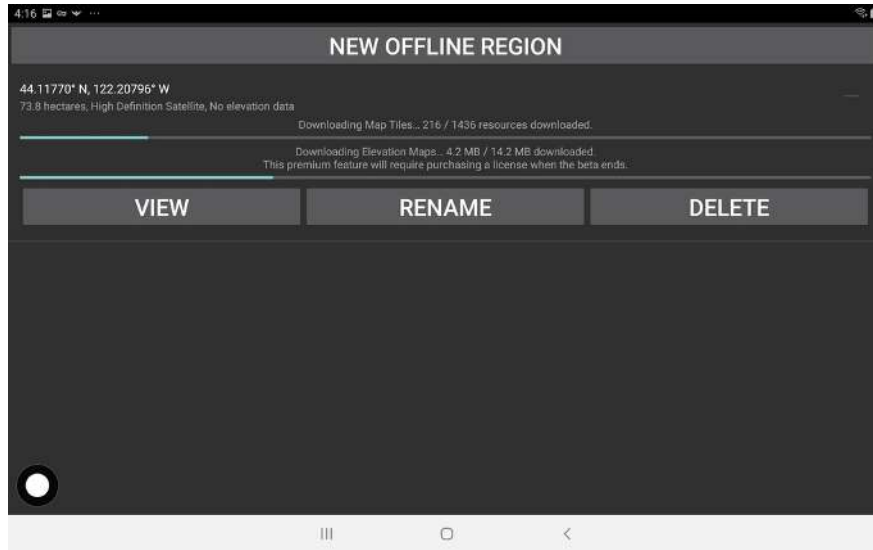 4:16
NEW OFFLINE REGION
44.11770° N, 122.20796° W
73.8 hectares, High Definition Satellite, No elevation data
Downloading Map Tiles... 216 / 1436 resources downloaded.
Downloading Elevation Maps... 4.2 MB / 14.2 MB downloaded.
This premium feature will require purchasing a license when the beta ends.
VIEW RENAME DELETE